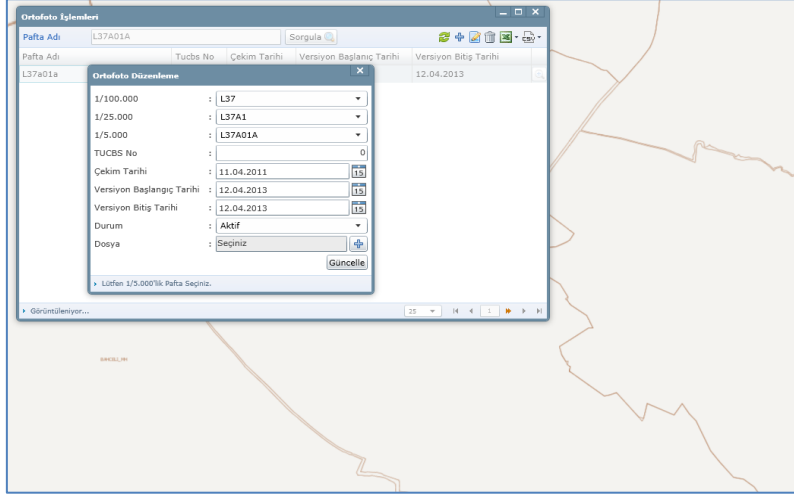 Ortofoto İşlemleri
Pafta Adı L37A01A Sorgula
Pafta Adı Tucbs No Çekim Tarihi Versiyon Başlanıç Tarihi Versiyon Bitiş Tarihi
L37a01a 12.04.2013
Ortofoto Düzenleme
1/100.000 : L37
1/25.000 : L37A1
1/5.000 : L37A01A
TUCBS No : 0
Çekim Tarihi : 11.04.2011 15
Versiyon Başlangıç Tarihi : 12.04.2013 15
Versiyon Bitiş Tarihi : 12.04.2013 15
Durum : Aktif
Dosya : Seçiniz
Güncelle
Lütfen 1/5.000'lik Pafta Seçiniz.
Görüntüleniyor... 25 1